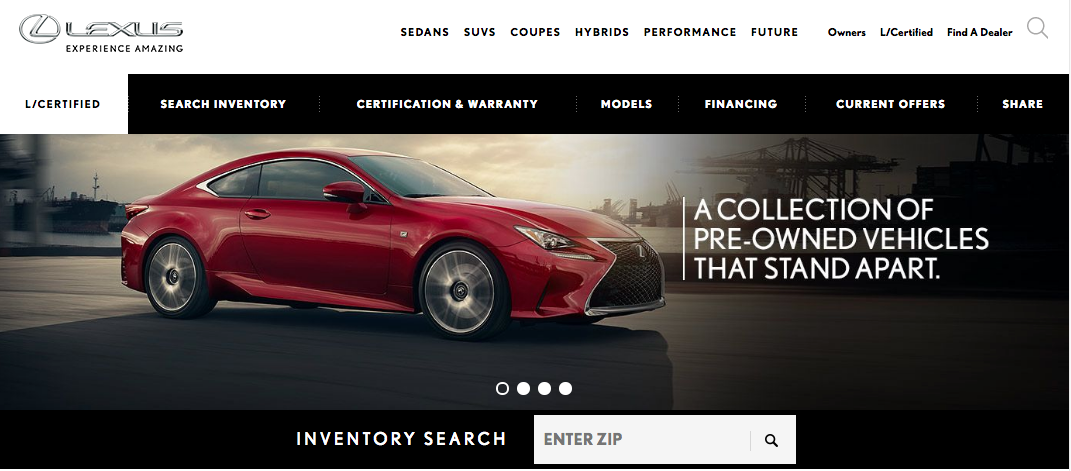 LEXUS
EXPERIENCE AMAZING
SEDANS SUVS COUPES HYBRIDS PERFORMANCE FUTURE Owners L/Certified Find A Dealer
L/CERTIFIED SEARCH INVENTORY CERTIFICATION & WARRANTY MODELS FINANCING CURRENT OFFERS SHARE
A COLLECTION OF
PRE-OWNED VEHICLES
THAT STAND APART.
INVENTORY SEARCH ENTER ZIP